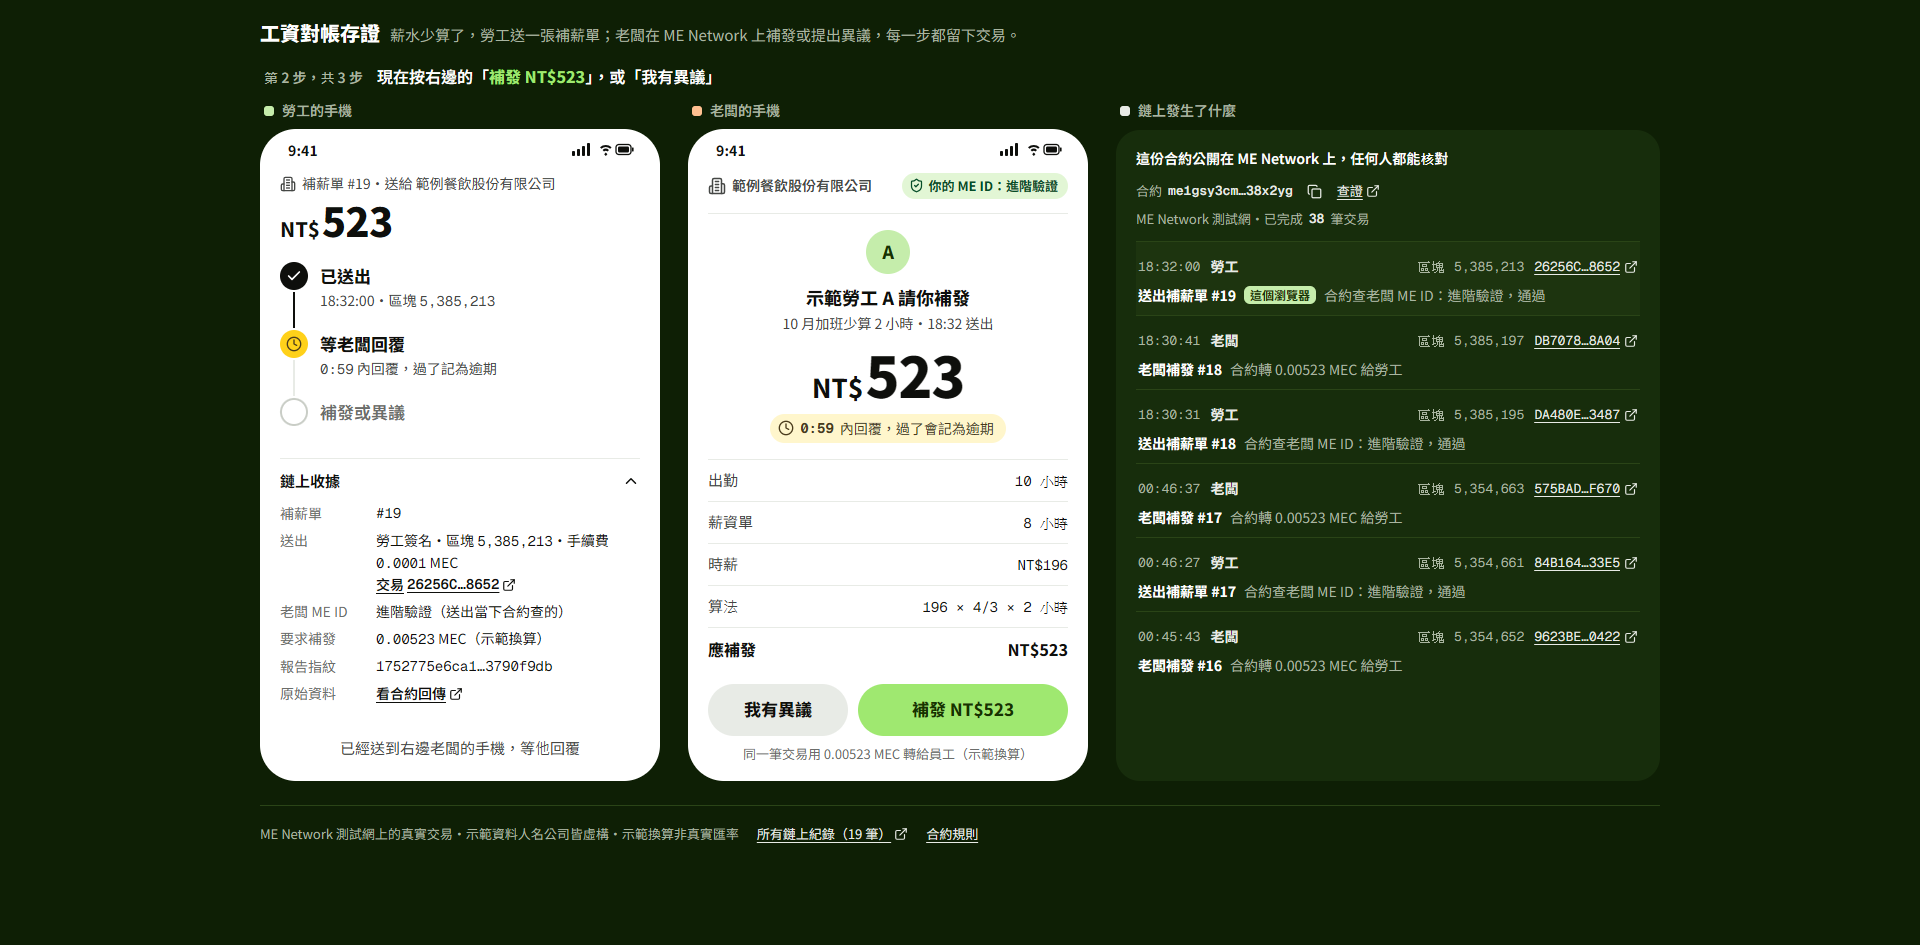 工資對帳存證 薪水少算了，勞工送一張補薪單；老闆在 ME Network 上補發或提出異議，每一步都留下交易。
第 2 步，共 3 步 現在按右邊的「補發 NT$523」，或「我有異議」
勞工的手機
9:41
補薪單 #19・送給 範例餐飲股份有限公司
NT$ 523
已送出
18:32:00・區塊 5,385,213
等老闆回覆
0:59 內回覆，過了記為逾期
補發或異議
鏈上收據
補薪單 #19
送出 勞工簽名・區塊 5,385,213・手續費
0.0001 MEC
交易 26256C…8652
老闆 ME ID 進階驗證（送出當下合約查的）
要求補發 0.00523 MEC（示範換算）
報告指紋 1752775e6ca1…3790f9db
原始資料 看合約回傳
已經送到右邊老闆的手機，等他回覆
老闆的手機
9:41
範例餐飲股份有限公司 你的 ME ID：進階驗證
A
示範勞工 A 請你補發
10 月加班少算 2 小時・18:32 送出
NT$ 523
0:59 內回覆，過了會記為逾期
出勤 10 小時
薪資單 8 小時
時薪 NT$196
算法 196 × 4/3 × 2 小時
應補發 NT$523
我有異議 補發 NT$523
同一筆交易用 0.00523 MEC 轉給員工（示範換算）
鏈上發生了什麼
這份合約公開在 ME Network 上，任何人都能核對
合約 me1gsy3cm…38x2yg 查證
ME Network 測試網・已完成 38 筆交易
18:32:00 勞工 區塊 5,385,213 26256C…8652
送出補薪單 #19 這個瀏覽器 合約查老闆 ME ID：進階驗證，通過
18:30:41 老闆 區塊 5,385,197 DB7078…8A04
老闆補發 #18 合約轉 0.00523 MEC 給勞工
18:30:31 勞工 區塊 5,385,195 DA480E…3487
送出補薪單 #18 合約查老闆 ME ID：進階驗證，通過
00:46:37 老闆 區塊 5,354,663 575BAD…F670
老闆補發 #17 合約轉 0.00523 MEC 給勞工
00:46:27 勞工 區塊 5,354,661 84B164…33E5
送出補薪單 #17 合約查老闆 ME ID：進階驗證，通過
00:45:43 老闆 區塊 5,354,652 9623BE…0422
老闆補發 #16 合約轉 0.00523 MEC 給勞工
ME Network 測試網上的真實交易・示範資料人名公司皆虛構・示範換算非真實匯率 所有鏈上紀錄（19 筆） 合約規則